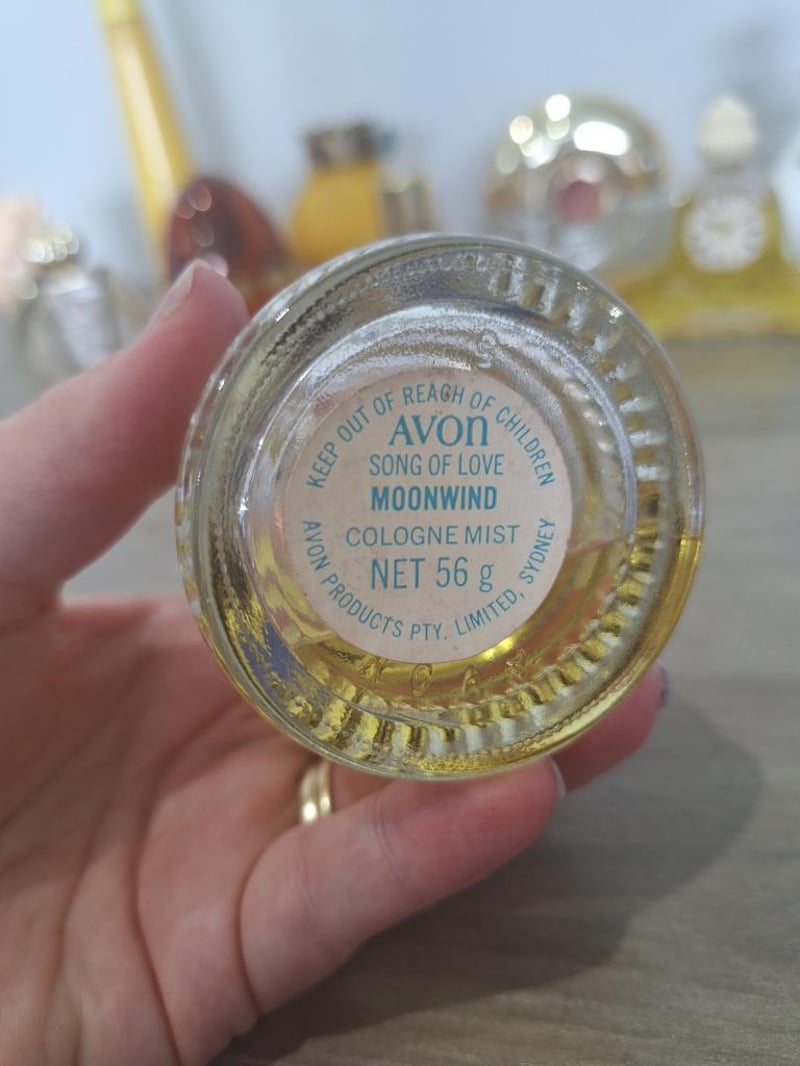 KEEP OUT OF REACH OF CHILDREN
AVON
SONG OF LOVE
MOONWIND
COLOGNE MIST
NET 56 g
AVON PRODUCTS PTY. LIMITED, SYDNEY